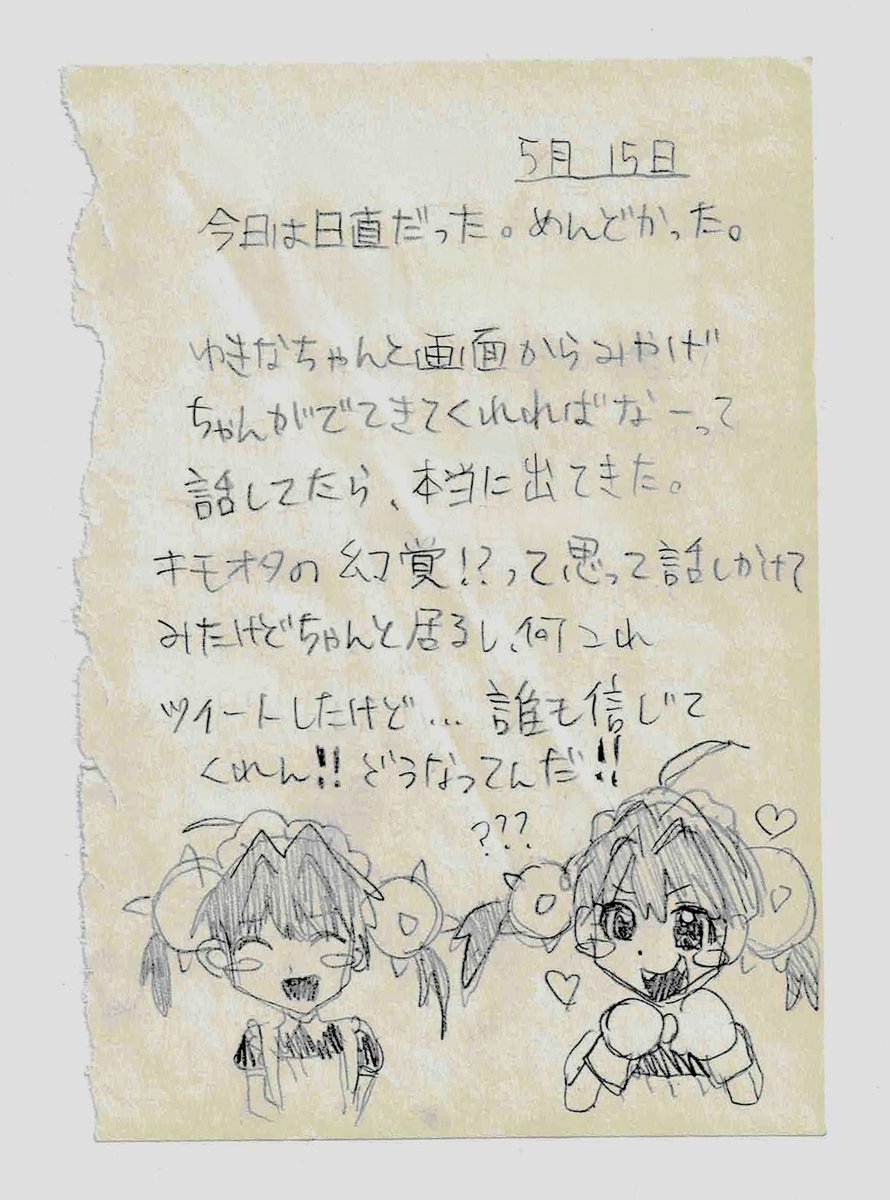 5月 15日
今日は日直だった。めんどかった。
ゆきなちゃんと画面からみやげ
ちゃんがでてきてくれればなーって
話してたら、本当に出てきた。
キモオタの幻覚!?って思って話しかけて
みたけどちゃんと居るし、何コれ
ツイートしたけど…誰も信じて
くれん!!どうなってんだ!!
???